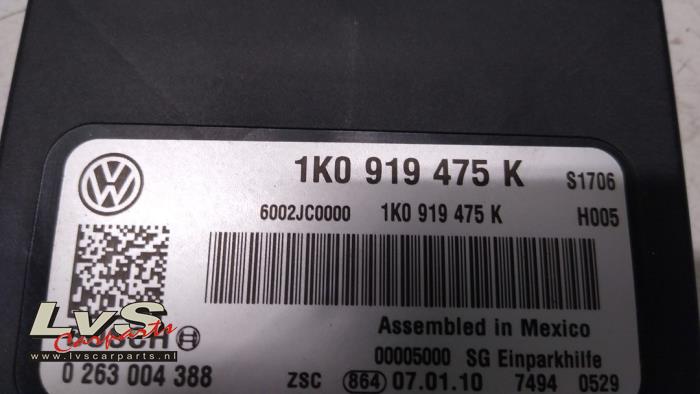 1K0 919 475 K S1706
6002JC0000 1K0 919 475 K H005
Assembled in Mexico
LvS
Carparts
www.lvscarparts.nl
00005000 SG Einparkhilfe
0 263 004 388 ZSC 864 07.01.10 7494 0529